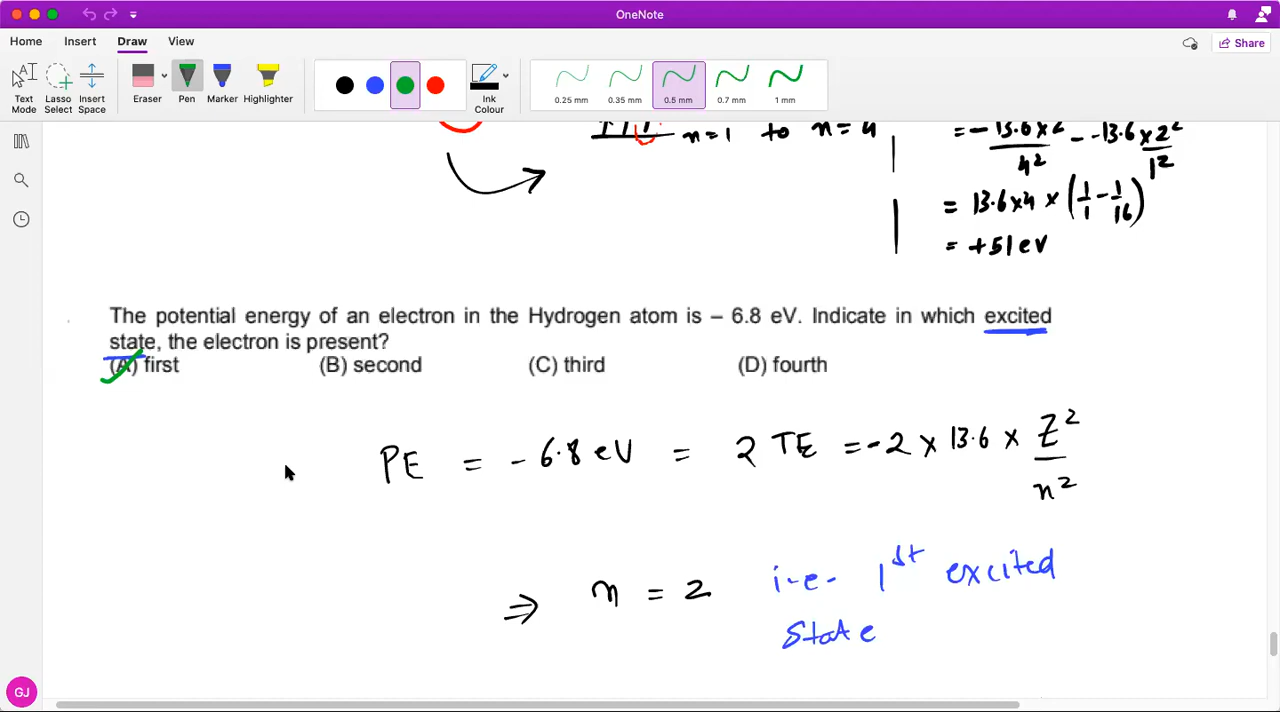 OneNote
Home Insert Draw View
Share
Text Mode
Lasso Select
Insert Space
Eraser
Pen
Marker
Highlighter
Ink Colour
0.25 mm
0.35 mm
0.5 mm
0.7 mm
1 mm
n=1 to n=4
= -13.6×2² / 4² - -13.6×2² / 1²
= 13.6×4 × (1/1 - 1/16)
= +51 eV
The potential energy of an electron in the Hydrogen atom is – 6.8 eV. Indicate in which excited
state, the electron is present?
(A) first (B) second (C) third (D) fourth
PE = -6.8 eV = 2 TE = -2 × 13.6 × Z²/n²
⇒ n = 2 i.e. 1st excited
State
GJ